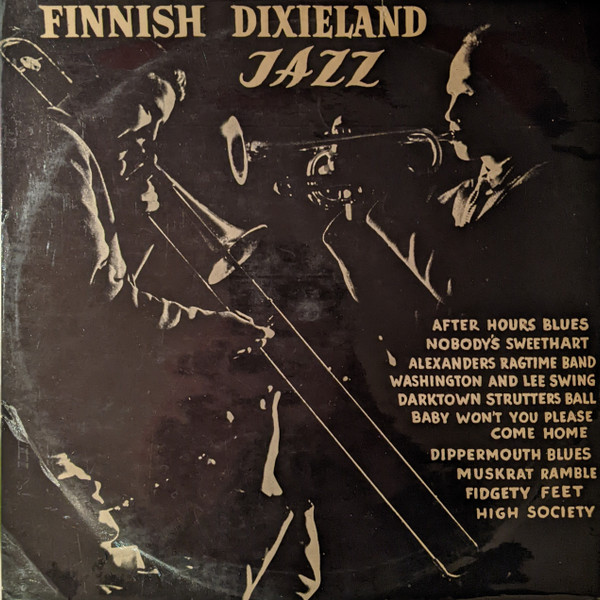 FINNISH DIXIELAND
JAZZ
AFTER HOURS BLUES
NOBODY'S SWEETHART
ALEXANDERS RAGTIME BAND
WASHINGTON AND LEE SWING
DARKTOWN STRUTTERS BALL
BABY WON'T YOU PLEASE
COME HOME
DIPPERMOUTH BLUES
MUSKRAT RAMBLE
FIDGETY FEET
HIGH SOCIETY